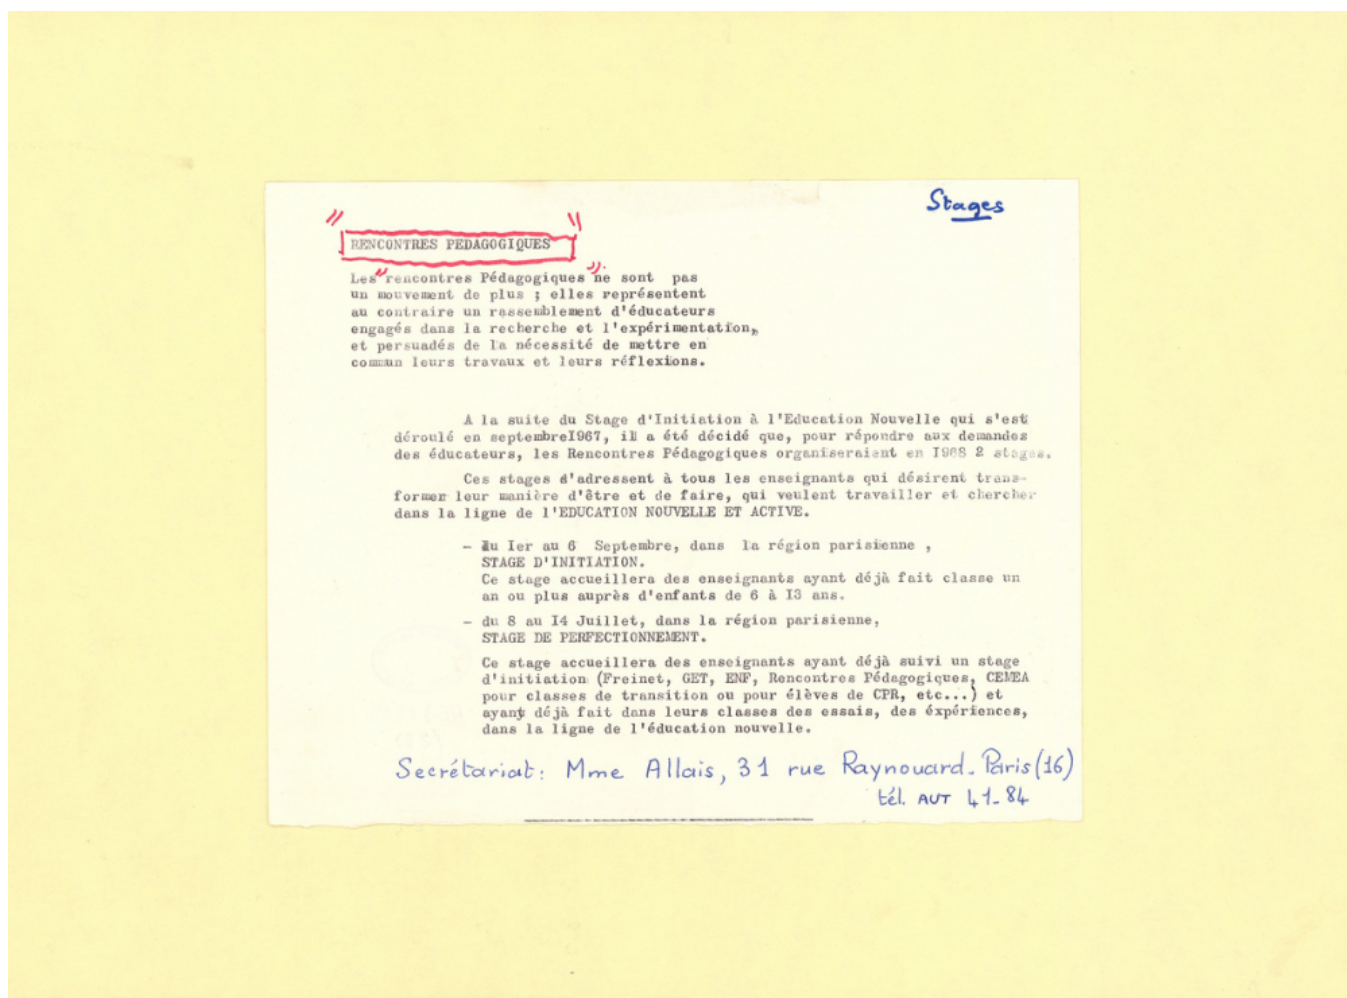 Stages
" RENCONTRES PEDAGOGIQUES "
Les "rencontres Pédagogiques" ne sont pas
un mouvement de plus ; elles représentent
au contraire un rassemblement d'éducateurs
engagés dans la recherche et l'expérimentation,
et persuadés de la nécessité de mettre en
commun leurs travaux et leurs réflexions.
A la suite du Stage d'Initiation à l'Education Nouvelle qui s'est
déroulé en septembreI967, il a été décidé que, pour répondre aux demandes
des éducateurs, les Rencontres Pédagogiques organiseraient en I968 2 stages.
Ces stages d'adressent à tous les enseignants qui désirent trans-
former leur manière d'être et de faire, qui veulent travailler et chercher
dans la ligne de l'EDUCATION NOUVELLE ET ACTIVE.
- du Ier au 6 Septembre, dans la région parisienne ,
STAGE D'INITIATION.
Ce stage accueillera des enseignants ayant déjà fait classe un
an ou plus auprès d'enfants de 6 à I3 ans.
- du 8 au I4 Juillet, dans la région parisienne,
STAGE DE PERFECTIONNEMENT.
Ce stage accueillera des enseignants ayant déjà suivi un stage
d'initiation (Freinet, GET, ENF, Rencontres Pédagogiques, CEMEA
pour classes de transition ou pour élèves de CPR, etc...) et
ayant déjà fait dans leurs classes des essais, des éxpériences,
dans la ligne de l'éducation nouvelle.
Secrétariat: Mme Allais, 31 rue Raynouard. Paris (16)
tél. AUT 41-84